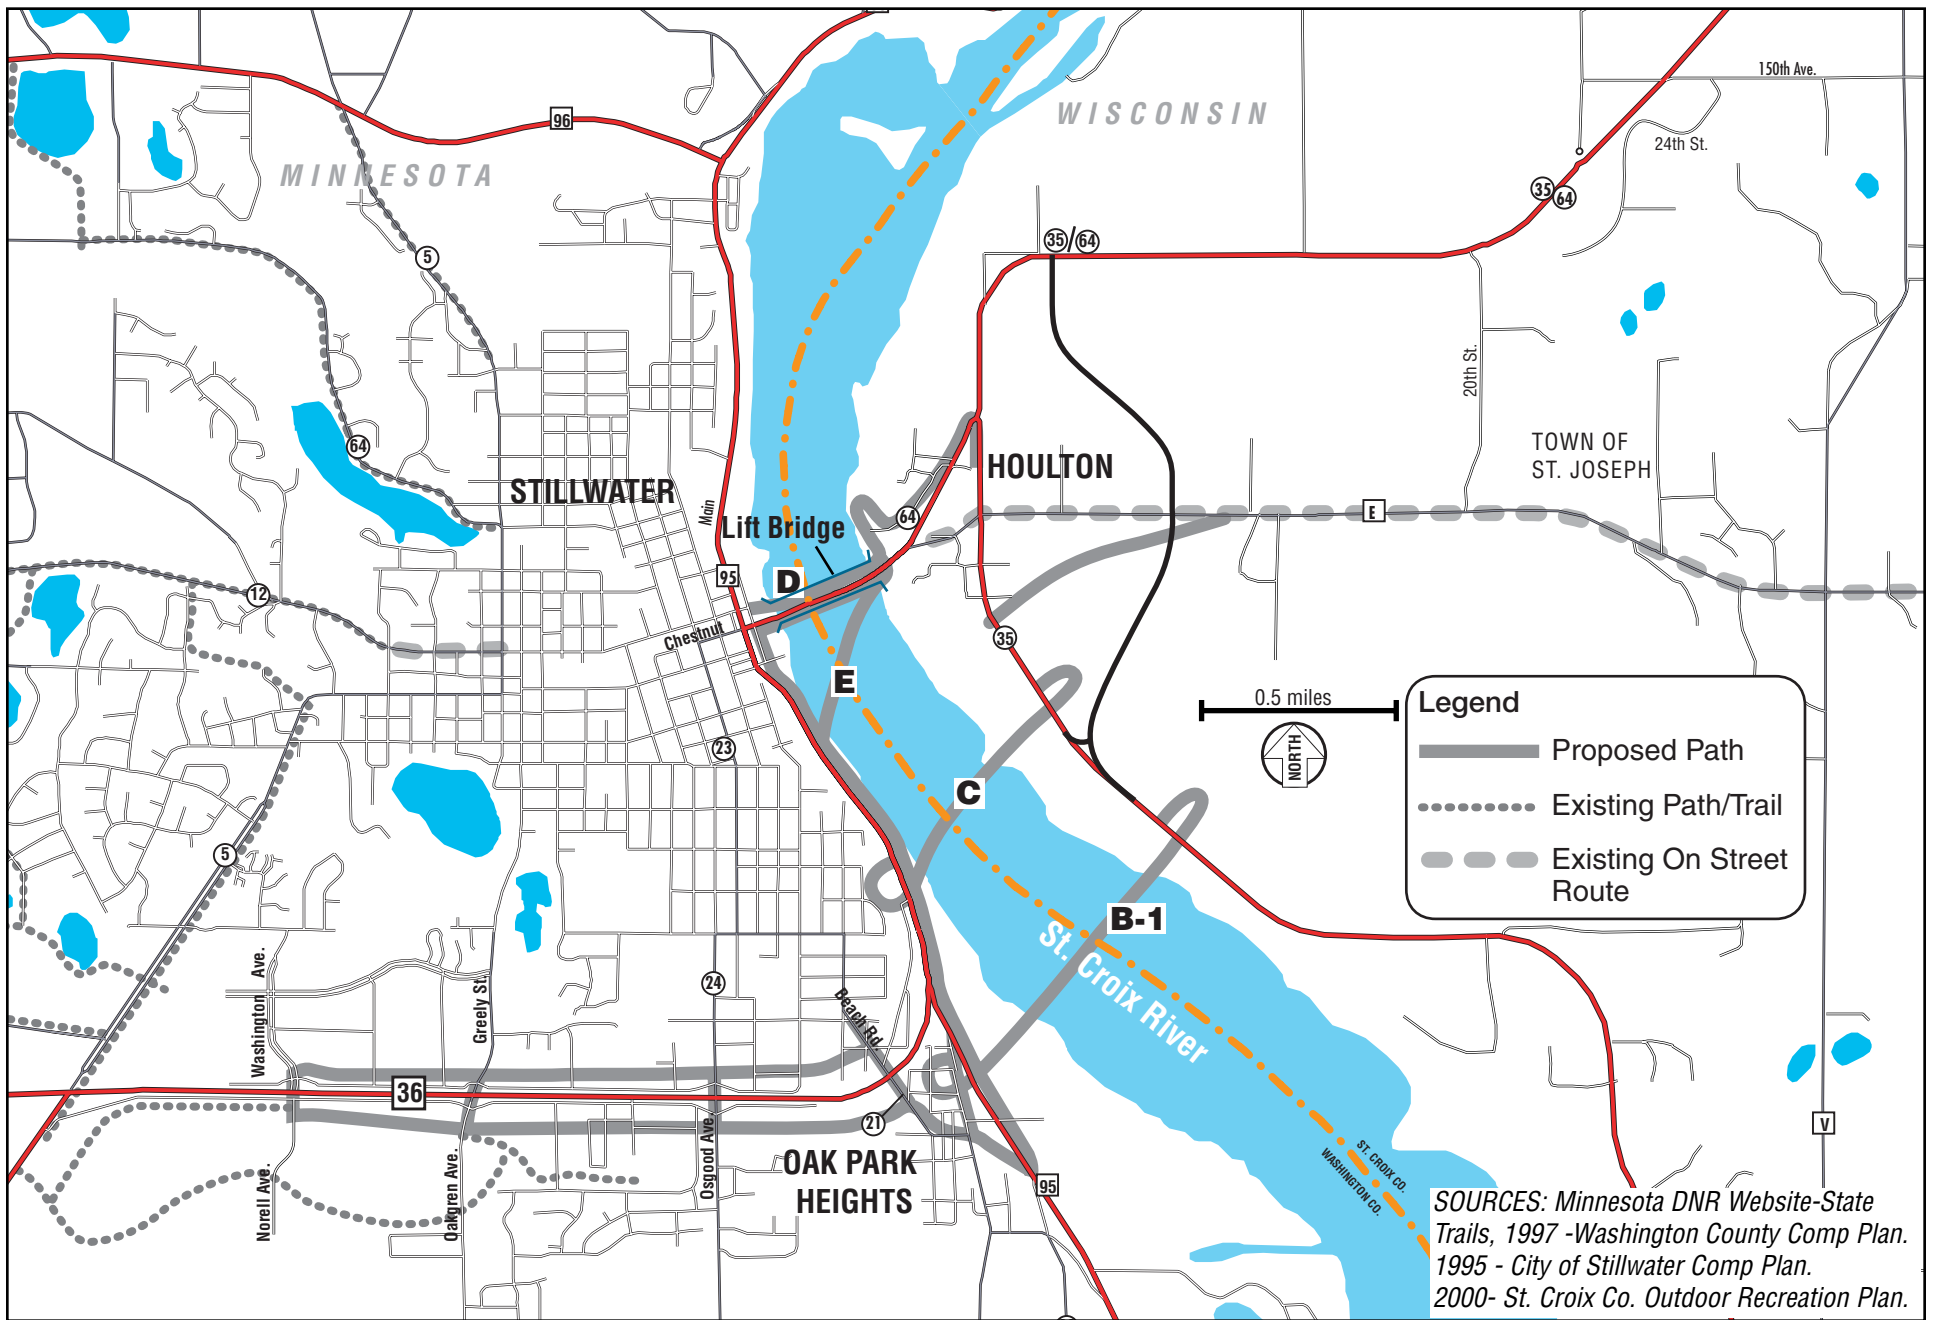 150th Ave.
WISCONSIN
96
24th St.
MINNESOTA
35
64
35/64
5
20th St.
64
TOWN OF
ST. JOSEPH
HOULTON
STILLWATER
Main
64
E
Lift Bridge
95
D
12
Chestnut
35
E
0.5 miles
NORTH
Legend
Proposed Path
Existing Path/Trail
Existing On Street
Route
23
C
5
B-1
St. Croix River
Washington Ave.
Greely St.
24
Beach Rd.
36
21
V
OAK PARK
HEIGHTS
Norell Ave.
Oakgren Ave.
Osgood Ave.
95
ST. CROIX CO.
WASHINGTON CO.
SOURCES: Minnesota DNR Website-State
Trails, 1997 -Washington County Comp Plan.
1995 - City of Stillwater Comp Plan.
2000- St. Croix Co. Outdoor Recreation Plan.